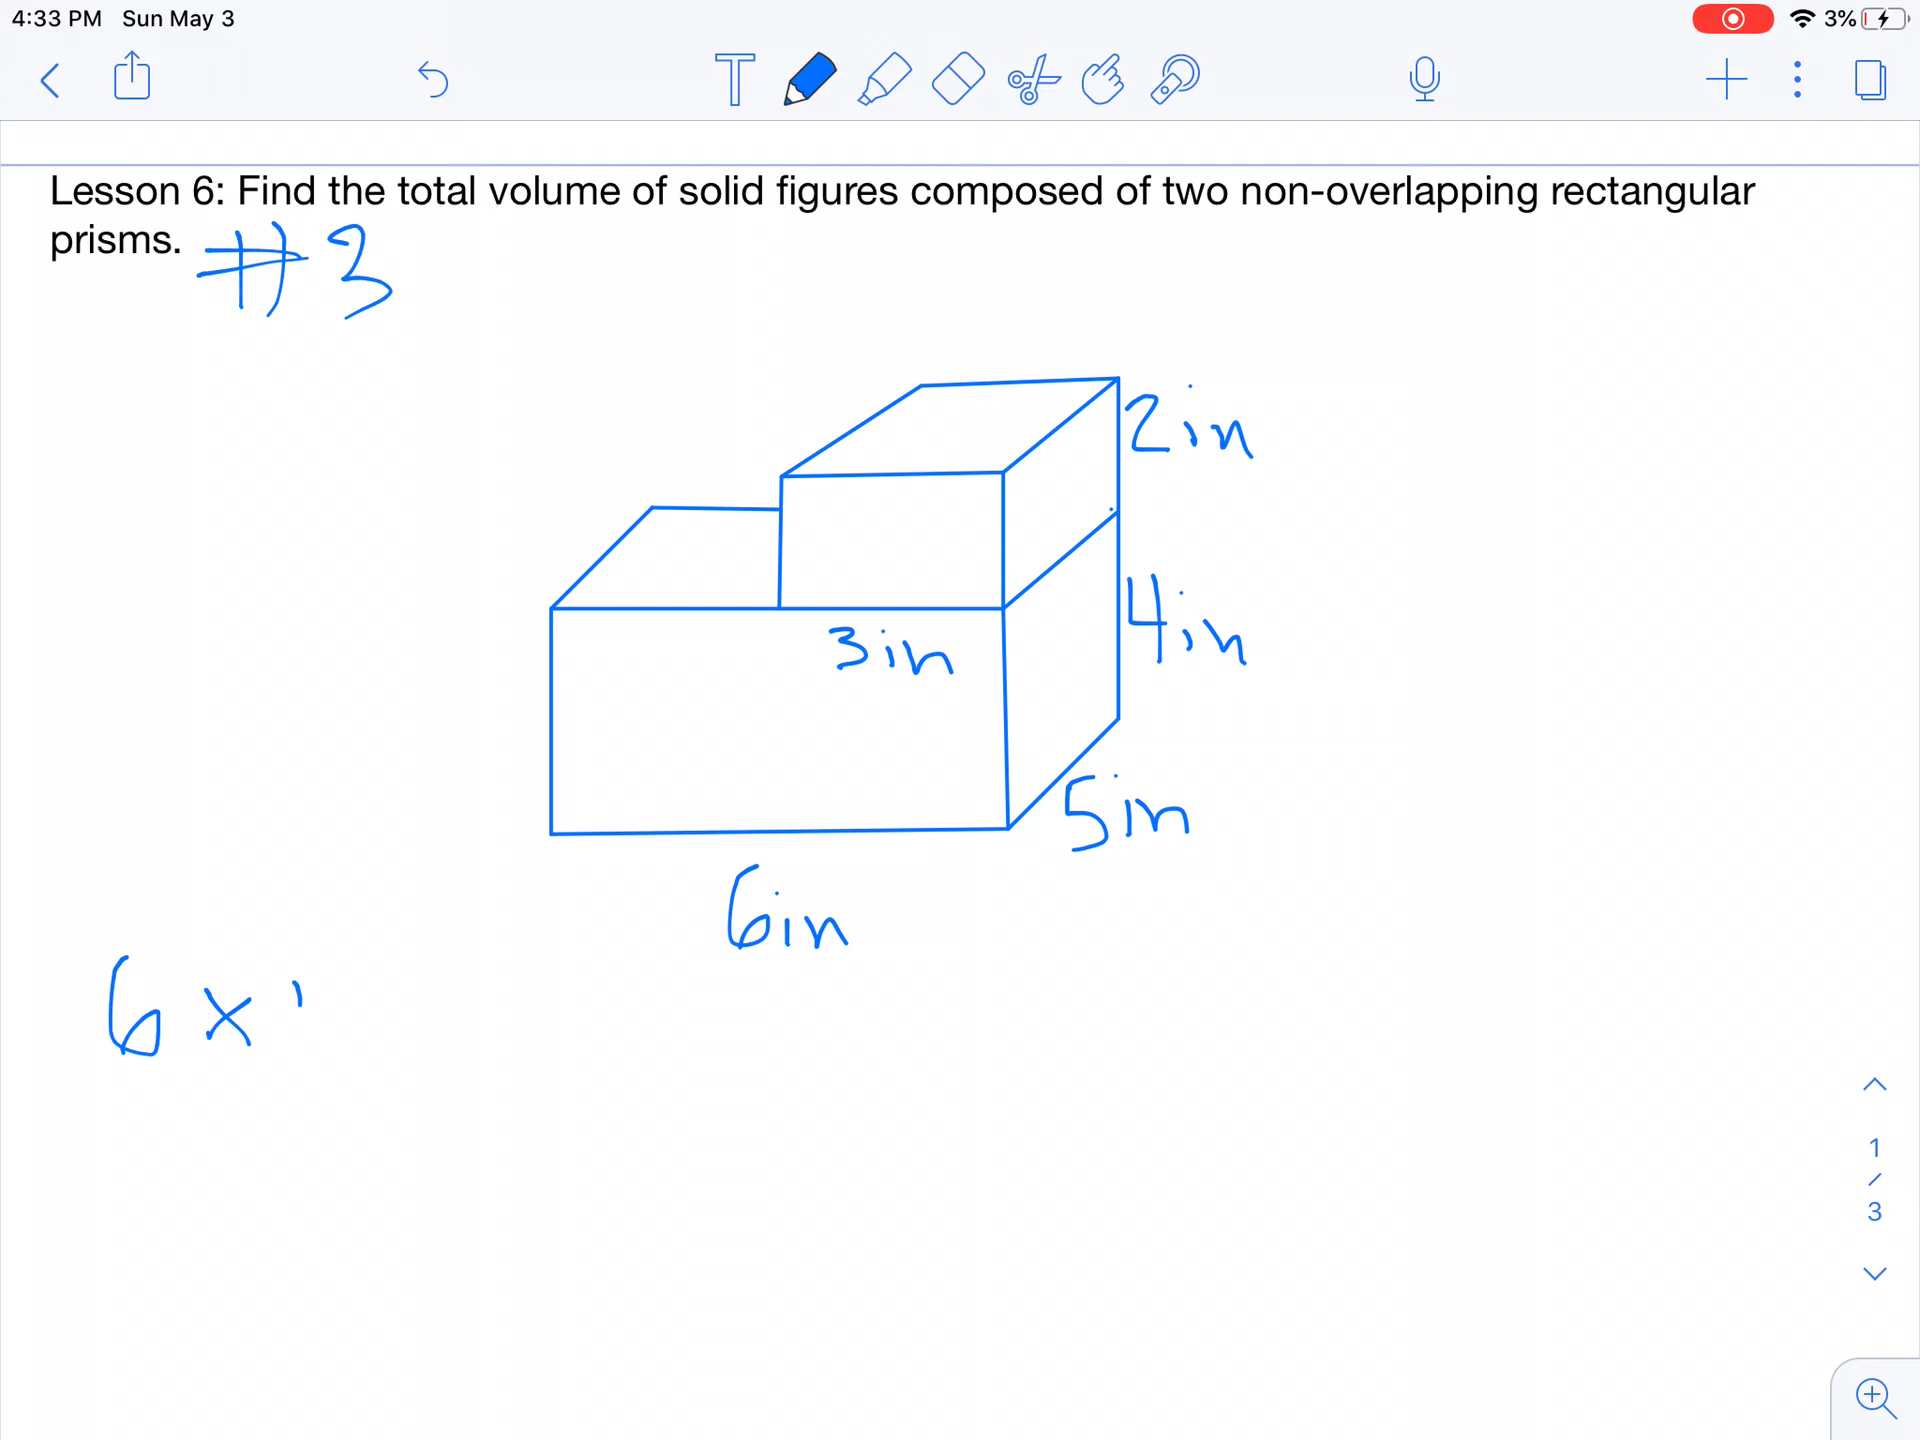 4:33 PM Sun May 3
3%
T
Lesson 6: Find the total volume of solid figures composed of two non-overlapping rectangular
prisms. #3
2in
4in
3in
5in
6in
6 x
1
/
3